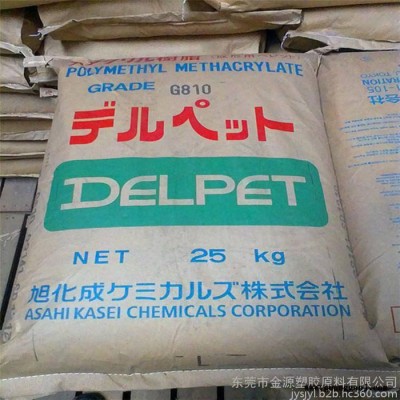 POLYMETHYL METHACRYLATE
GRADE G810
デルペット
DELPET
NET 25 kg
旭化成ケミカルズ株式会社
ASAHI KASEI CHEMICALS CORPORATION
东莞市金源塑胶原料有限公司
jysjyl.b2b.hc360.com